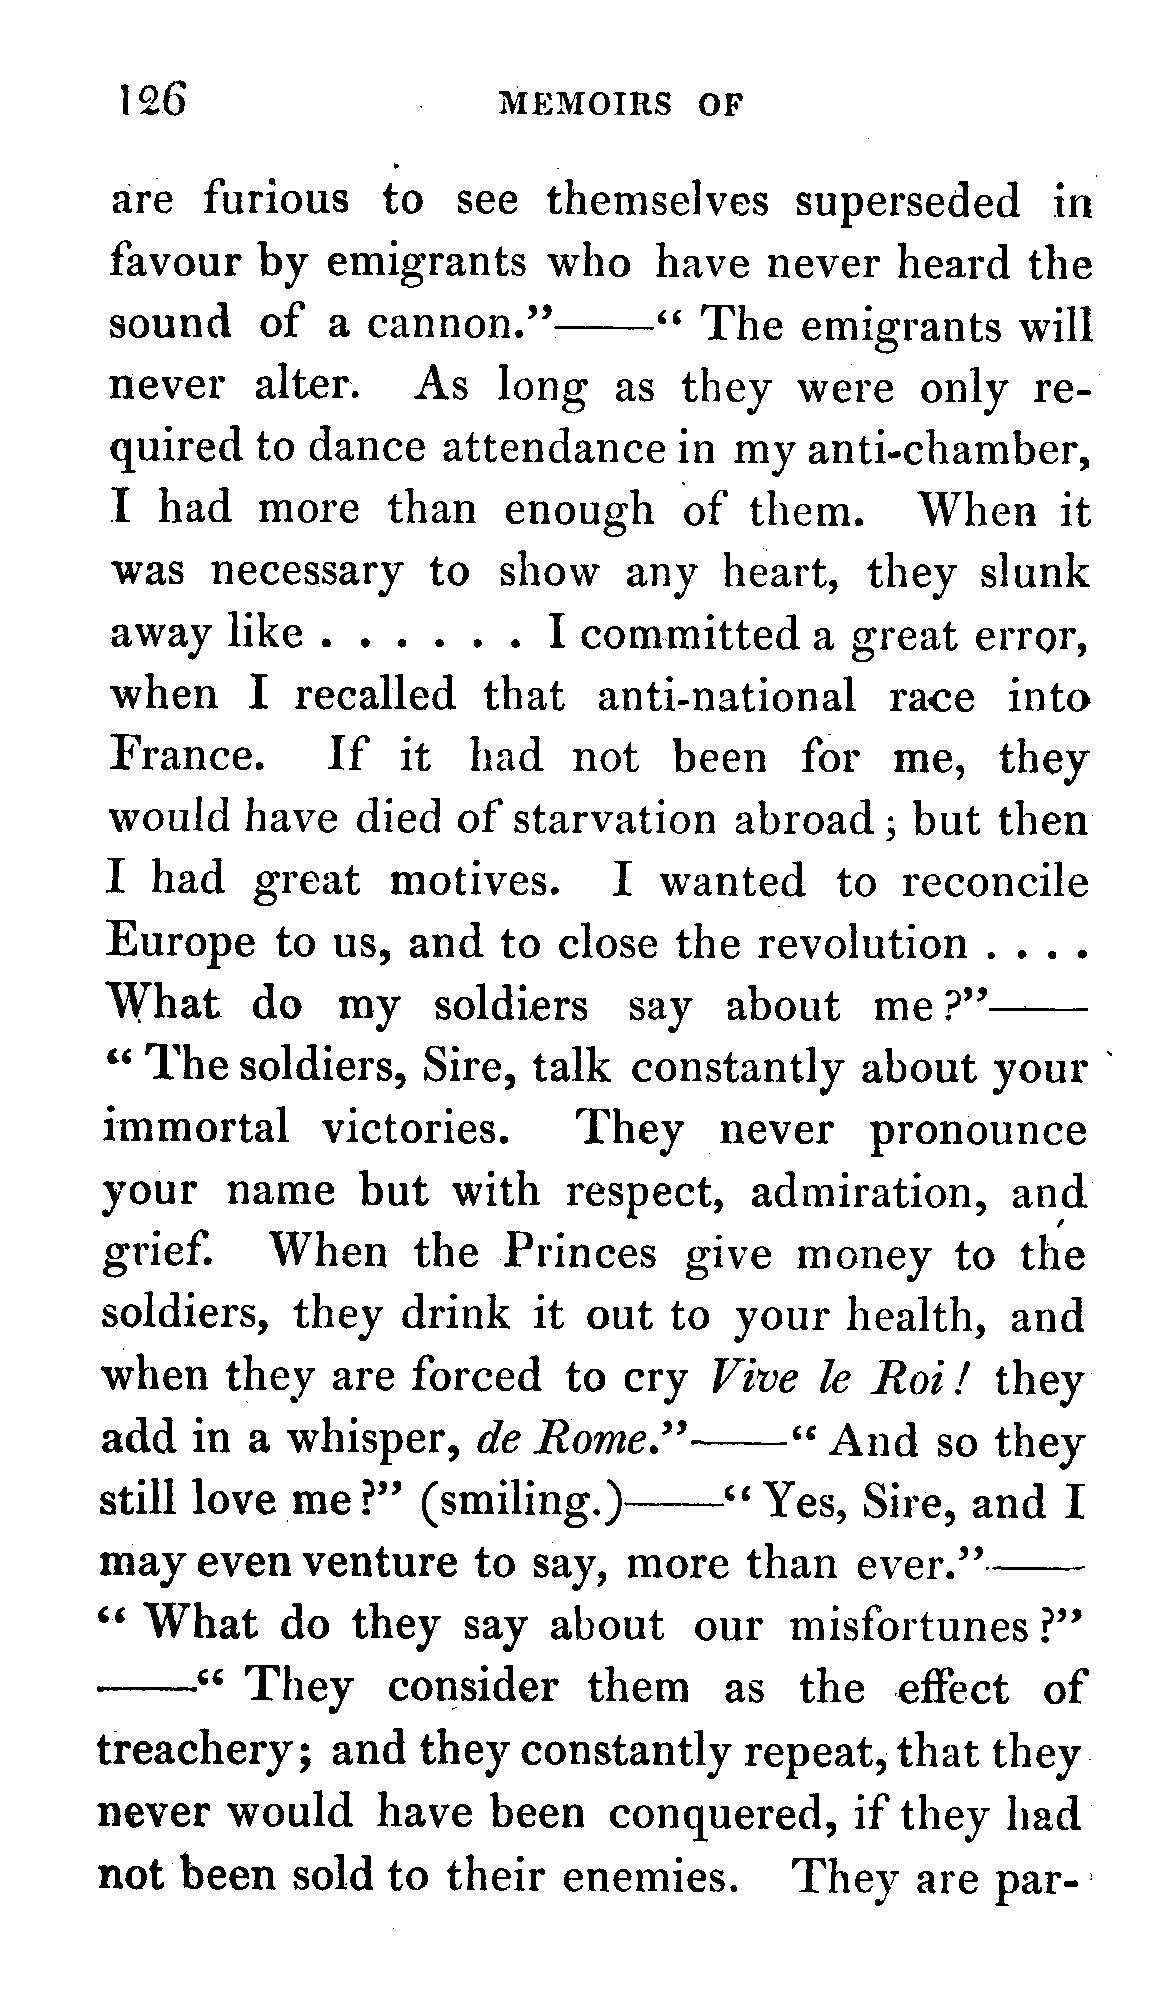 126 MEMOIRS OF
are furious to see themselves superseded in
favour by emigrants who have never heard the
sound of a cannon."——" The emigrants will
never alter. As long as they were only re-
quired to dance attendance in my anti-chamber,
I had more than enough of them. When it
was necessary to show any heart, they slunk
away like . . . . . . I committed a great error,
when I recalled that anti-national race into
France. If it had not been for me, they
would have died of starvation abroad ; but then
I had great motives. I wanted to reconcile
Europe to us, and to close the revolution . . . .
What do my soldiers say about me ?"——
" The soldiers, Sire, talk constantly about your
immortal victories. They never pronounce
your name but with respect, admiration, and
grief. When the Princes give money to the
soldiers, they drink it out to your health, and
when they are forced to cry Vive le Roi ! they
add in a whisper, de Rome."——" And so they
still love me ?" (smiling.)——" Yes, Sire, and I
may even venture to say, more than ever."——
" What do they say about our misfortunes ?"
——" They consider them as the effect of
treachery ; and they constantly repeat, that they
never would have been conquered, if they had
not been sold to their enemies. They are par-